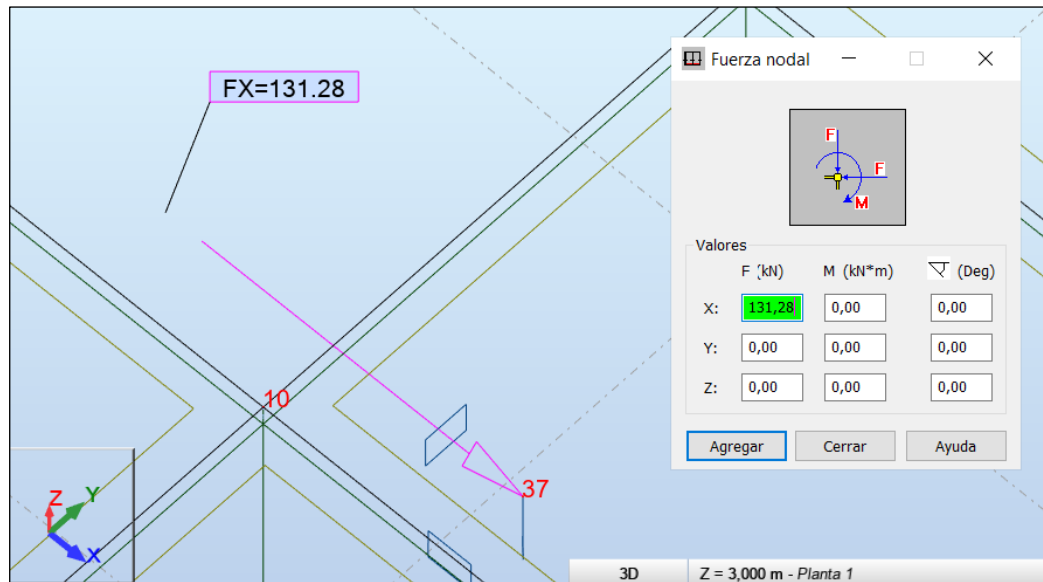 FX=131.28
10
37
Z
Y
X
Fuerza nodal
F
F
M
Valores
F (kN) M (kN*m) (Deg)
X: 131,28 0,00 0,00
Y: 0,00 0,00 0,00
Z: 0,00 0,00 0,00
Agregar Cerrar Ayuda
3D Z = 3,000 m - Planta 1